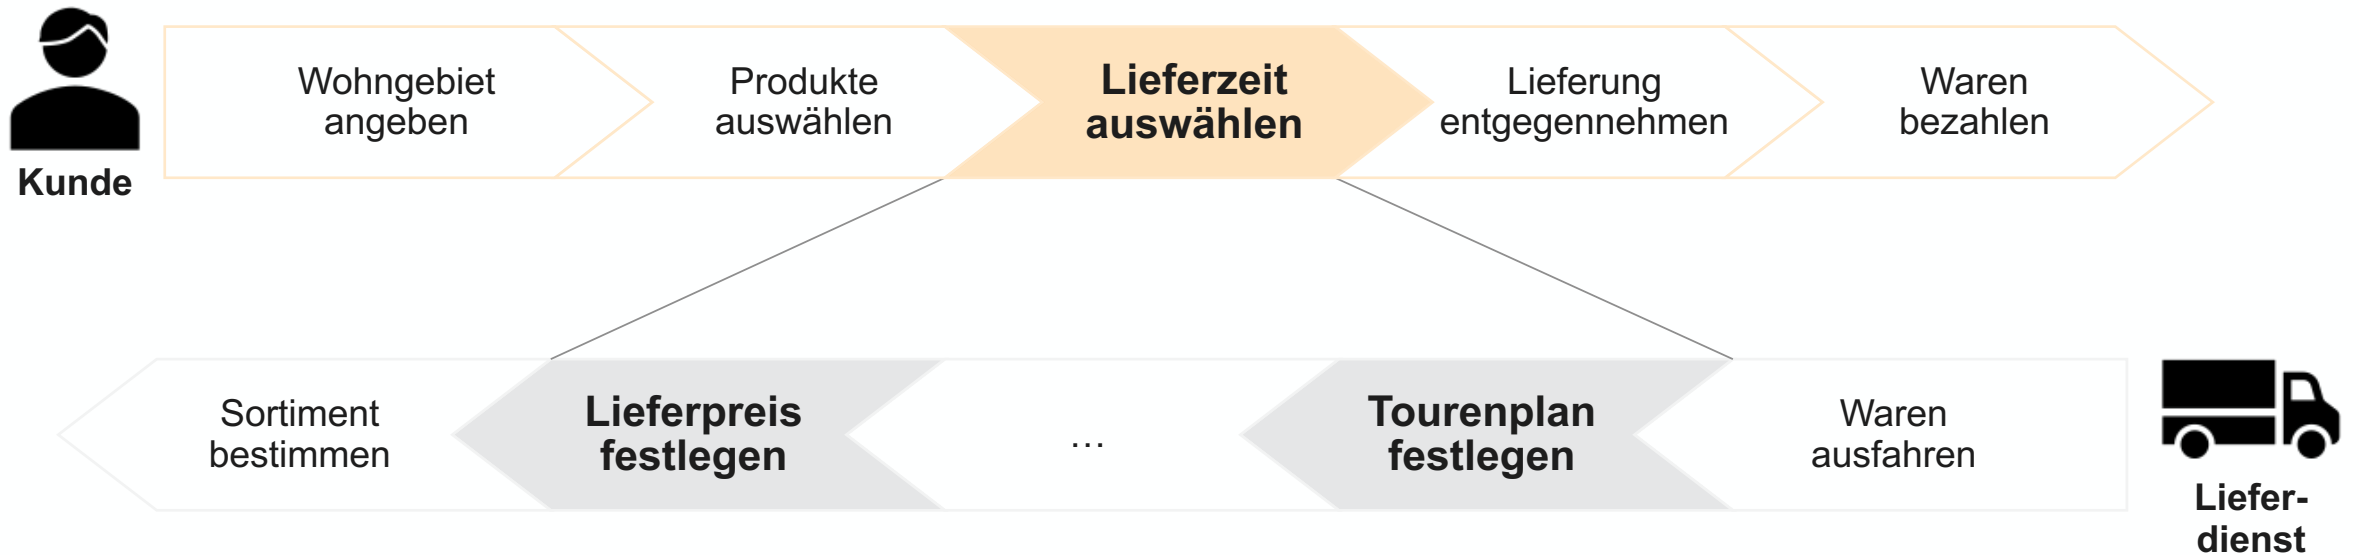 Wohngebiet
angeben
Produkte
auswählen
Lieferzeit
auswählen
Lieferung
entgegennehmen
Waren
bezahlen
Kunde
Sortiment
bestimmen
Lieferpreis
festlegen
...
Tourenplan
festlegen
Waren
ausfahren
Liefer-
dienst